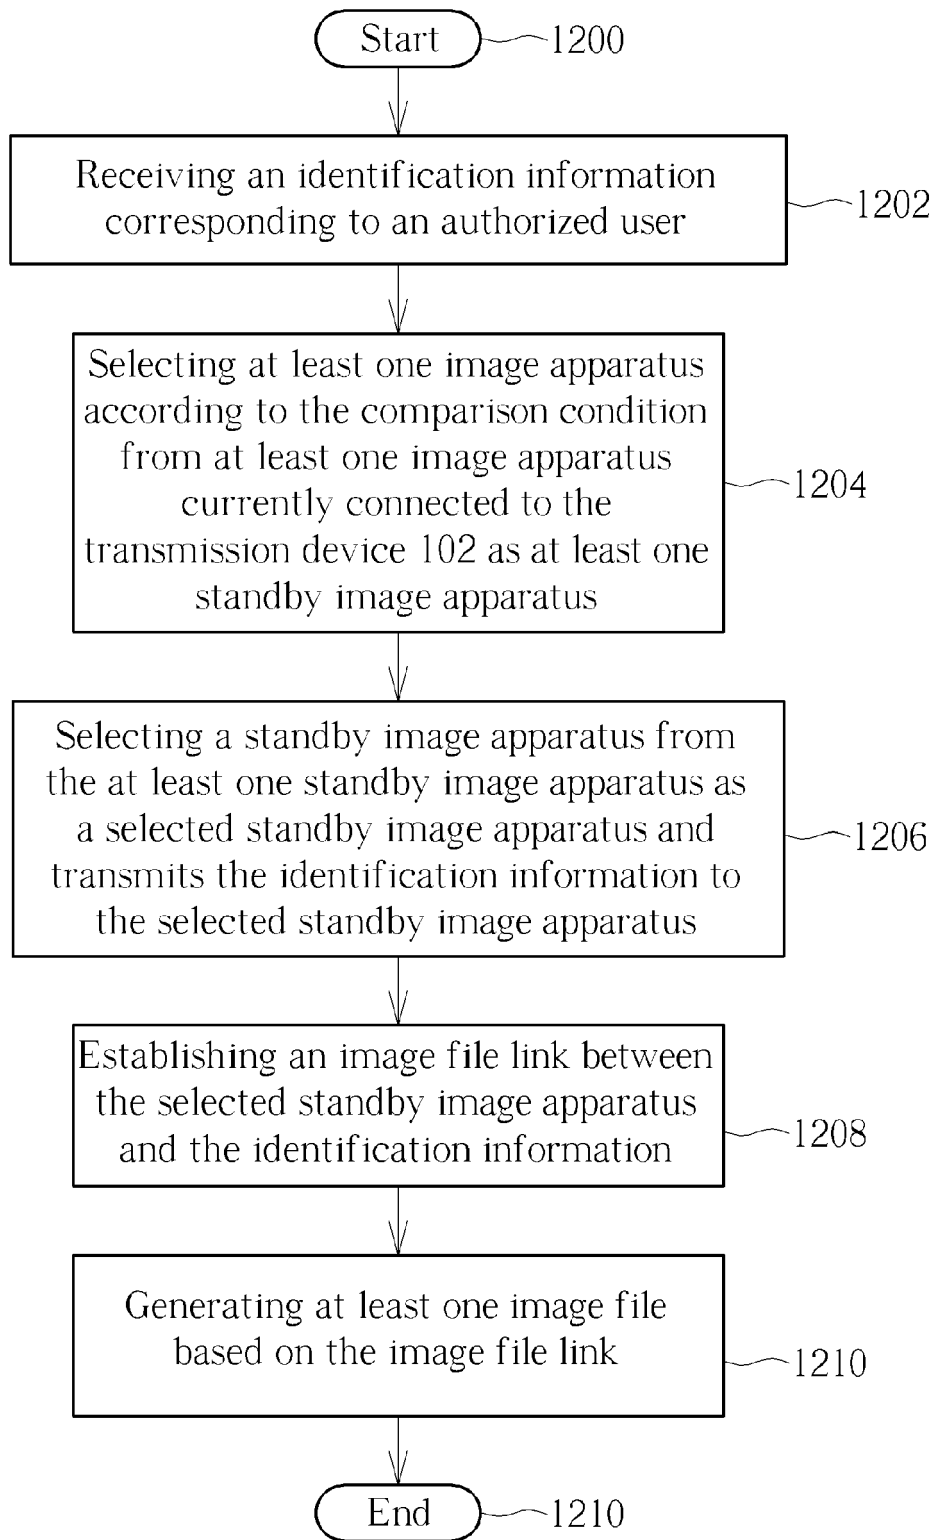 Start
1200
Receiving an identification information
corresponding to an authorized user
1202
Selecting at least one image apparatus
according to the comparison condition
from at least one image apparatus
currently connected to the
transmission device 102 as at least one
standby image apparatus
1204
Selecting a standby image apparatus from
the at least one standby image apparatus as
a selected standby image apparatus and
transmits the identification information to
the selected standby image apparatus
1206
Establishing an image file link between
the selected standby image apparatus
and the identification information
1208
Generating at least one image file
based on the image file link
1210
End
1210